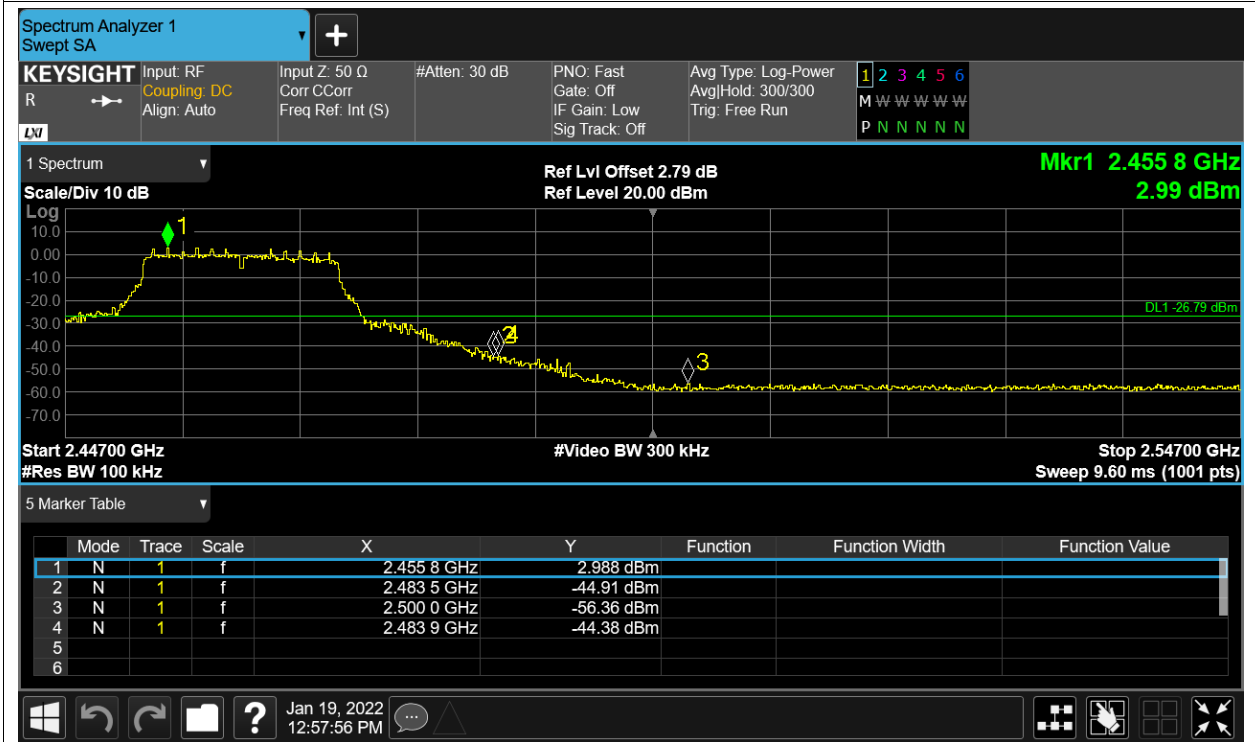 Spectrum Analyzer 1
Swept SA
+
KEYSIGHT Input: RF Input Z: 50 Ω #Atten: 30 dB PNO: Fast Avg Type: Log-Power 1 2 3 4 5 6
R Coupling: DC Corr CCorr Gate: Off Avg|Hold: 300/300 M W W W W W
Align: Auto Freq Ref: Int (S) IF Gain: Low Trig: Free Run
LXI Sig Track: Off P N N N N N
1 Spectrum Ref Lvl Offset 2.79 dB Mkr1 2.455 8 GHz
Scale/Div 10 dB Ref Level 20.00 dBm 2.99 dBm
Log
10.0
0.00
-10.0
-20.0
-30.0
-40.0
-50.0
-60.0
-70.0
1
DL1 -26.79 dBm
2 4
3
Start 2.44700 GHz #Video BW 300 kHz Stop 2.54700 GHz
#Res BW 100 kHz Sweep 9.60 ms (1001 pts)
5 Marker Table
Mode Trace Scale X Y Function Function Width Function Value
1 N 1 f 2.455 8 GHz 2.988 dBm
2 N 1 f 2.483 5 GHz -44.91 dBm
3 N 1 f 2.500 0 GHz -56.36 dBm
4 N 1 f 2.483 9 GHz -44.38 dBm
5
6
? Jan 19, 2022
12:57:56 PM